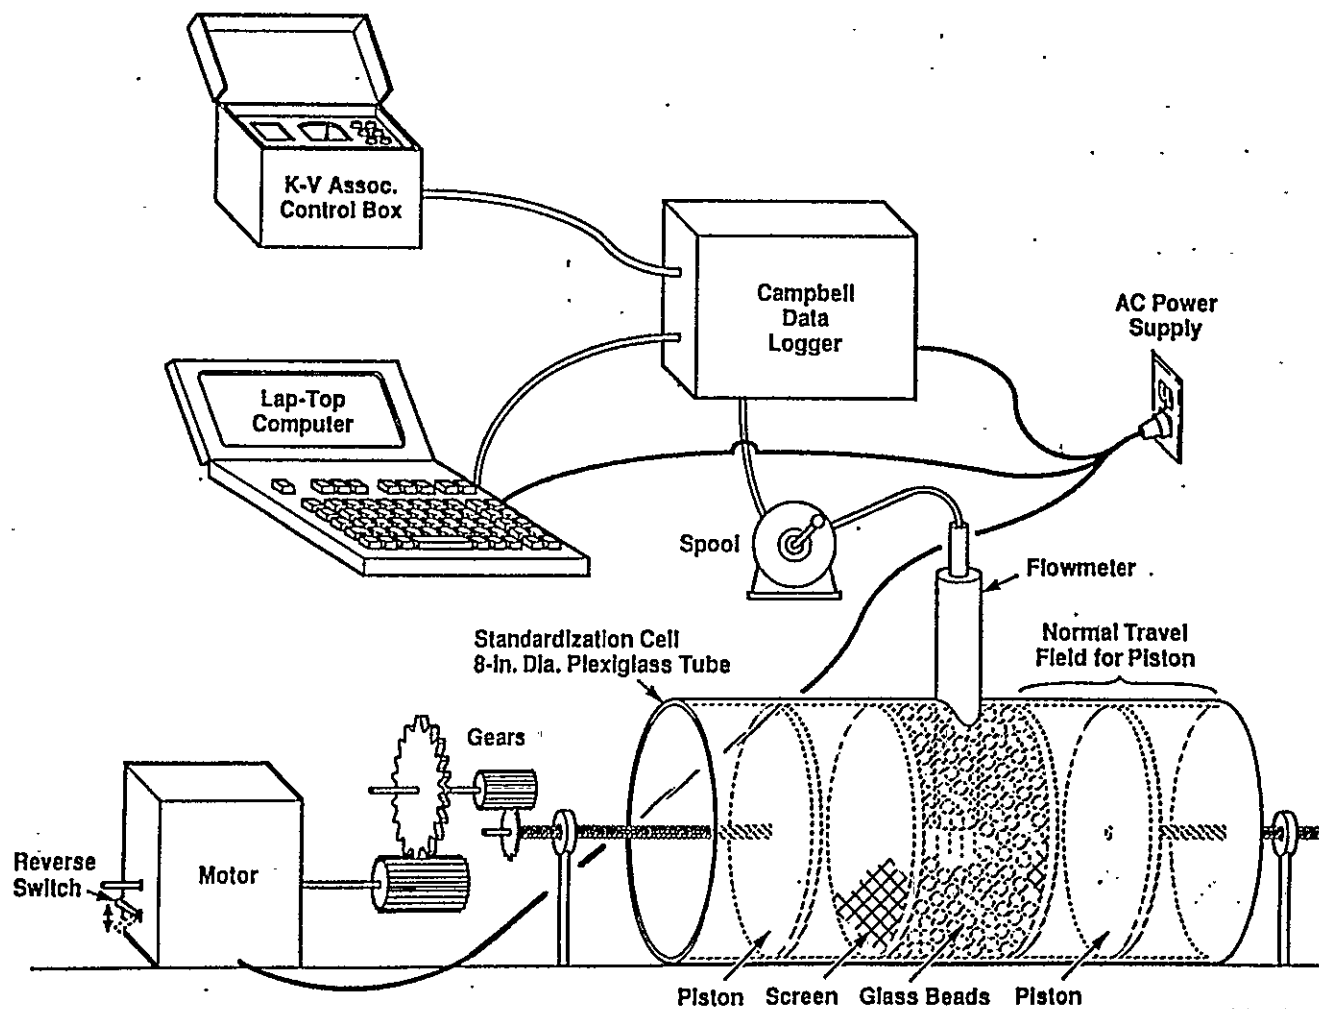 K-V Assoc.
Control Box
Campbell
Data
Logger
AC Power
Supply
Lap-Top
Computer
Spool
Flowmeter
Standardization Cell
8-In. Dia. Plexiglass Tube
Normal Travel
Field for Piston
Gears
Reverse
Switch
Motor
Piston
Screen
Glass Beads
Piston